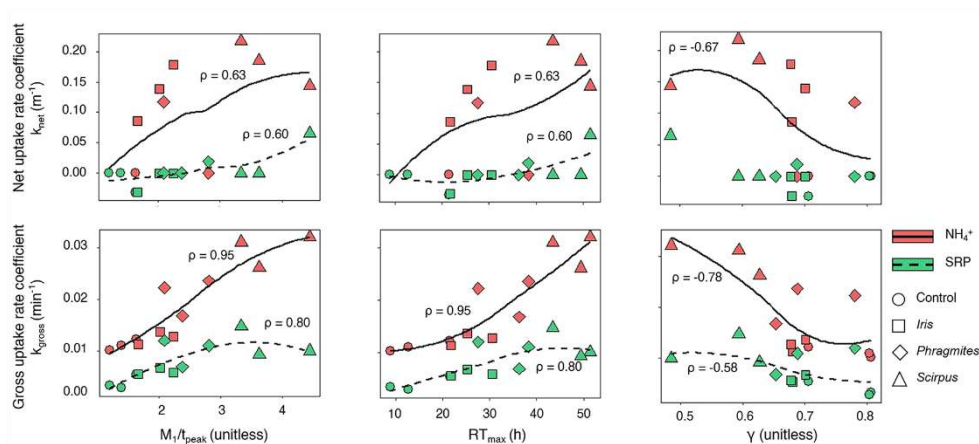 Net uptake rate coefficient
k_net (m⁻¹)
0.20
0.15
0.10
0.05
0.00
ρ = 0.63
ρ = 0.60
ρ = 0.63
ρ = 0.60
ρ = -0.67
Gross uptake rate coefficient
k_gross (min⁻¹)
0.03
0.02
0.01
0.00
ρ = 0.95
ρ = 0.80
ρ = 0.95
ρ = 0.80
ρ = -0.78
ρ = -0.58
2 3 4
M₁/t_peak (unitless)
10 20 30 40 50
RT_max (h)
0.5 0.6 0.7 0.8
γ (unitless)
NH₄⁺
SRP
Control
Iris
Phragmites
Scirpus